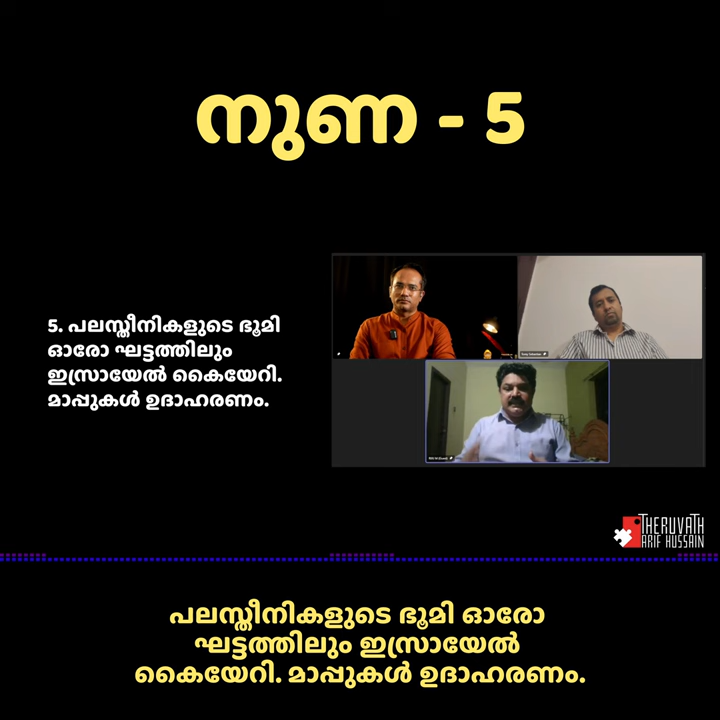 നുണ - 5
5. പലസ്തീനികളുടെ ഭൂമി
ഓരോ ഘട്ടത്തിലും
ഇസ്രായേൽ കൈയേറി.
മാപ്പുകൾ ഉദാഹരണം.
THERUVATH
ARIF HUSSAIN
പലസ്തീനികളുടെ ഭൂമി ഓരോ
ഘട്ടത്തിലും ഇസ്രായേൽ
കൈയേറി. മാപ്പുകൾ ഉദാഹരണം.